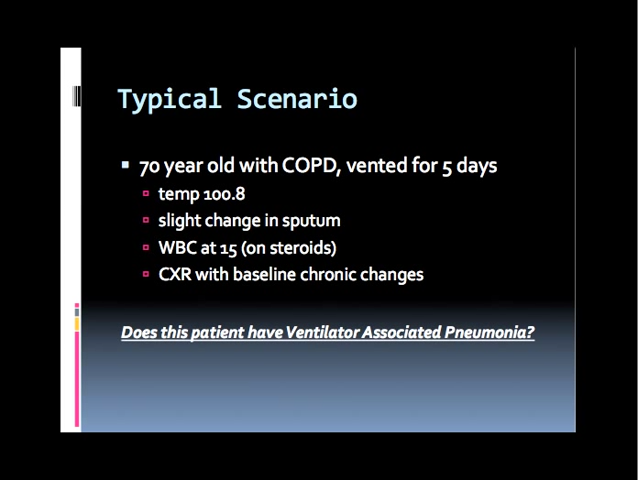 Typical Scenario
70 year old with COPD, vented for 5 days
temp 100.8
slight change in sputum
WBC at 15 (on steroids)
CXR with baseline chronic changes
Does this patient have Ventilator Associated Pneumonia?